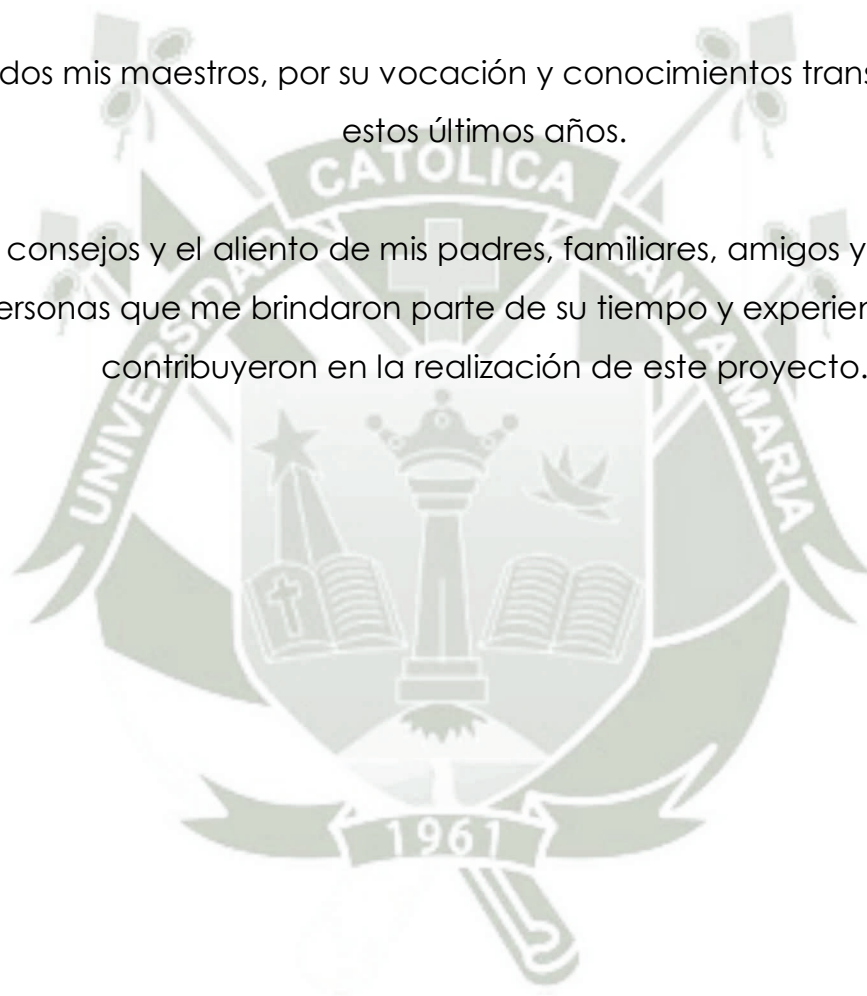 dos mis maestros, por su vocación y conocimientos trans
estos últimos años.
consejos y el aliento de mis padres, familiares, amigos y
ersonas que me brindaron parte de su tiempo y experien
contribuyeron en la realización de este proyecto.
UNIVERSIDAD CATOLICA SANTA MARIA
1961